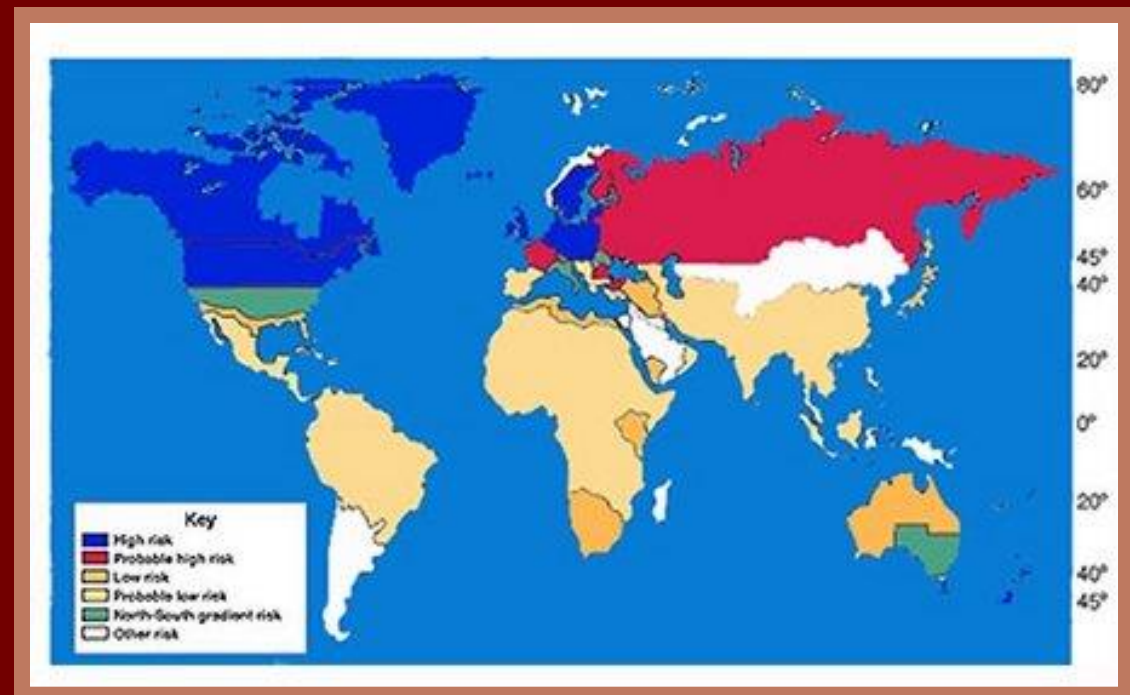 80°
60°
45°
40°
20°
0°
20°
40°
45°
Key
High risk
Probable high risk
Low risk
Probable low risk
North-South gradient risk
Other risk